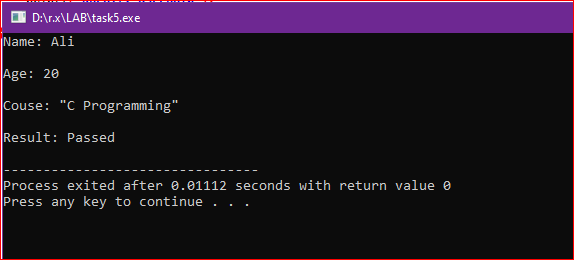 D:\r.x\LAB\task5.exe
Name: Ali
Age: 20
Couse: "C Programming"
Result: Passed
--------------------------------
Process exited after 0.01112 seconds with return value 0
Press any key to continue . . .